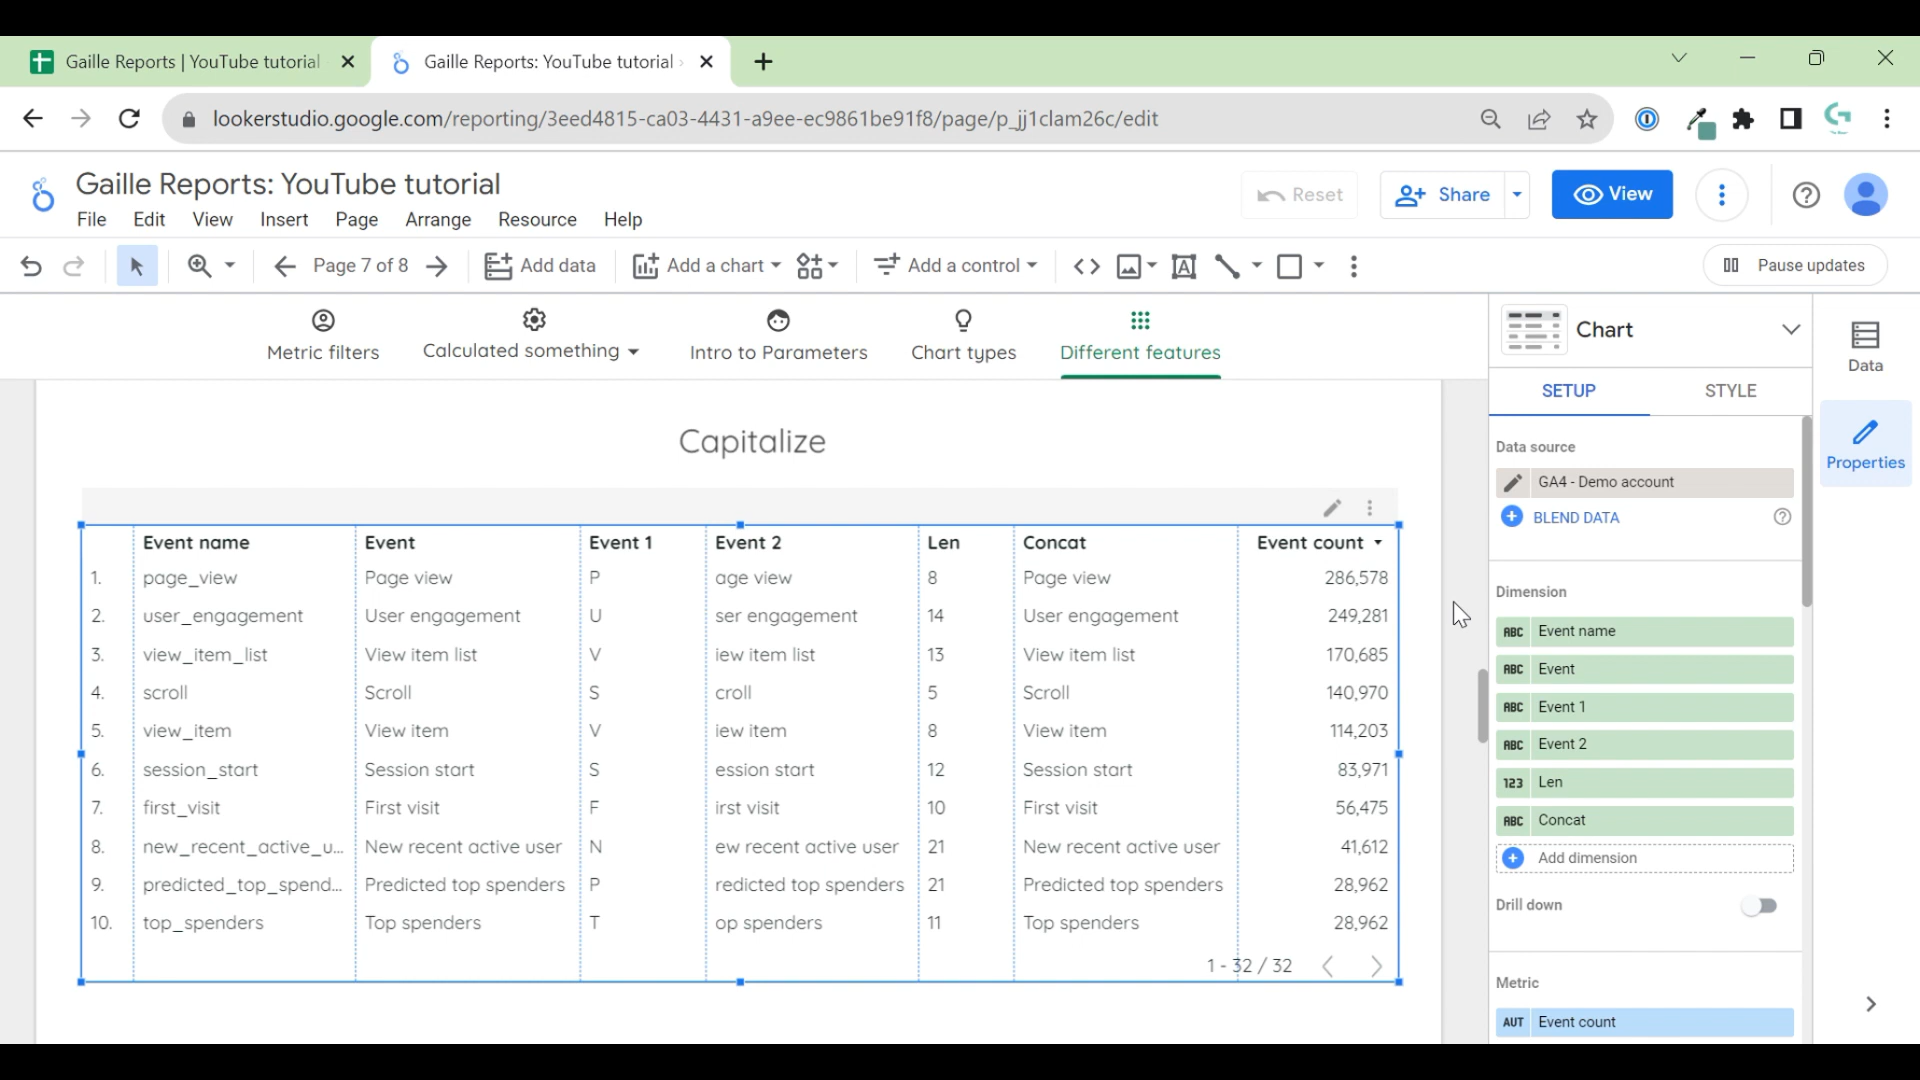 Gaille Reports | YouTube tutorial
Gaille Reports: YouTube tutorial
lookerstudio.google.com/reporting/3eed4815-ca03-4431-a9ee-ec9861be91f8/page/p_jj1clam26c/edit
Gaille Reports: YouTube tutorial
Reset
Share
View
File Edit View Insert Page Arrange Resource Help
Page 7 of 8
Add data
Add a chart
Add a control
Pause updates
Metric filters
Calculated something
Intro to Parameters
Chart types
Different features
Capitalize
Event name Event Event 1 Event 2 Len Concat Event count
1. page_view Page view P age view 8 Page view 286,578
2. user_engagement User engagement U ser engagement 14 User engagement 249,281
3. view_item_list View item list V iew item list 13 View item list 170,685
4. scroll Scroll S croll 5 Scroll 140,970
5. view_item View item V iew item 8 View item 114,203
6. session_start Session start S ession start 12 Session start 83,971
7. first_visit First visit F irst visit 10 First visit 56,475
8. new_recent_active_u... New recent active user N ew recent active user 21 New recent active user 41,612
9. predicted_top_spend... Predicted top spenders P redicted top spenders 21 Predicted top spenders 28,962
10. top_spenders Top spenders T op spenders 11 Top spenders 28,962
1 - 32 / 32
Chart
SETUP STYLE
Data source
GA4 - Demo account
BLEND DATA
Dimension
ABC Event name
ABC Event
ABC Event 1
ABC Event 2
123 Len
ABC Concat
Add dimension
Drill down
Metric
AUT Event count
Data
Properties